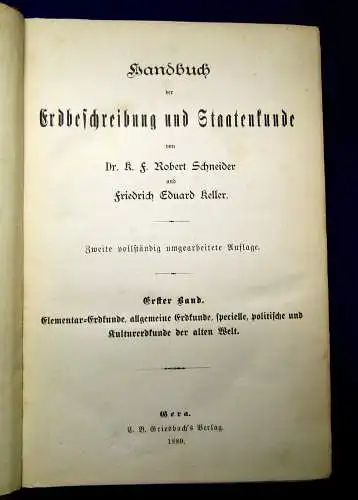 Handbuch
der
Erdbeschreibung und Staatenkunde
von
Dr. K. F. Robert Schneider
und
Friedrich Eduard Keller.
Zweite vollständig umgearbeitete Auflage.
Erster Band.
Elementar-Erdkunde, allgemeine Erdkunde, specielle, politische und
Kulturerdkunde der alten Welt.
Gera.
C. B. Griesbach's Verlag.
1880.